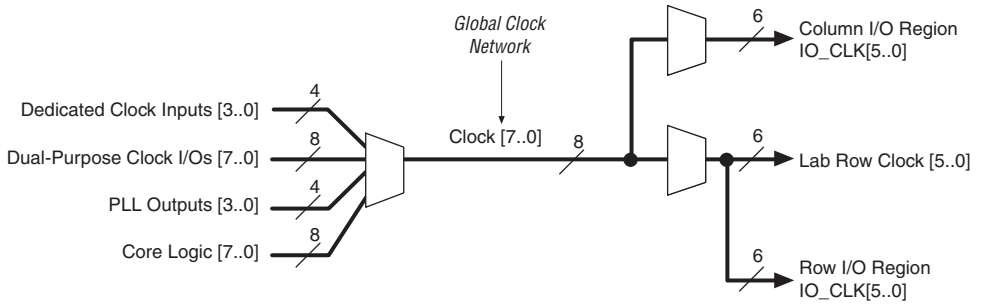 Global Clock
Network
6
Column I/O Region
IO_CLK[5..0]
4
Dedicated Clock Inputs [3..0]
Clock [7..0]
8
6
8
Dual-Purpose Clock I/Os [7..0]
Lab Row Clock [5..0]
4
PLL Outputs [3..0]
8
Core Logic [7..0]
6
Row I/O Region
IO_CLK[5..0]